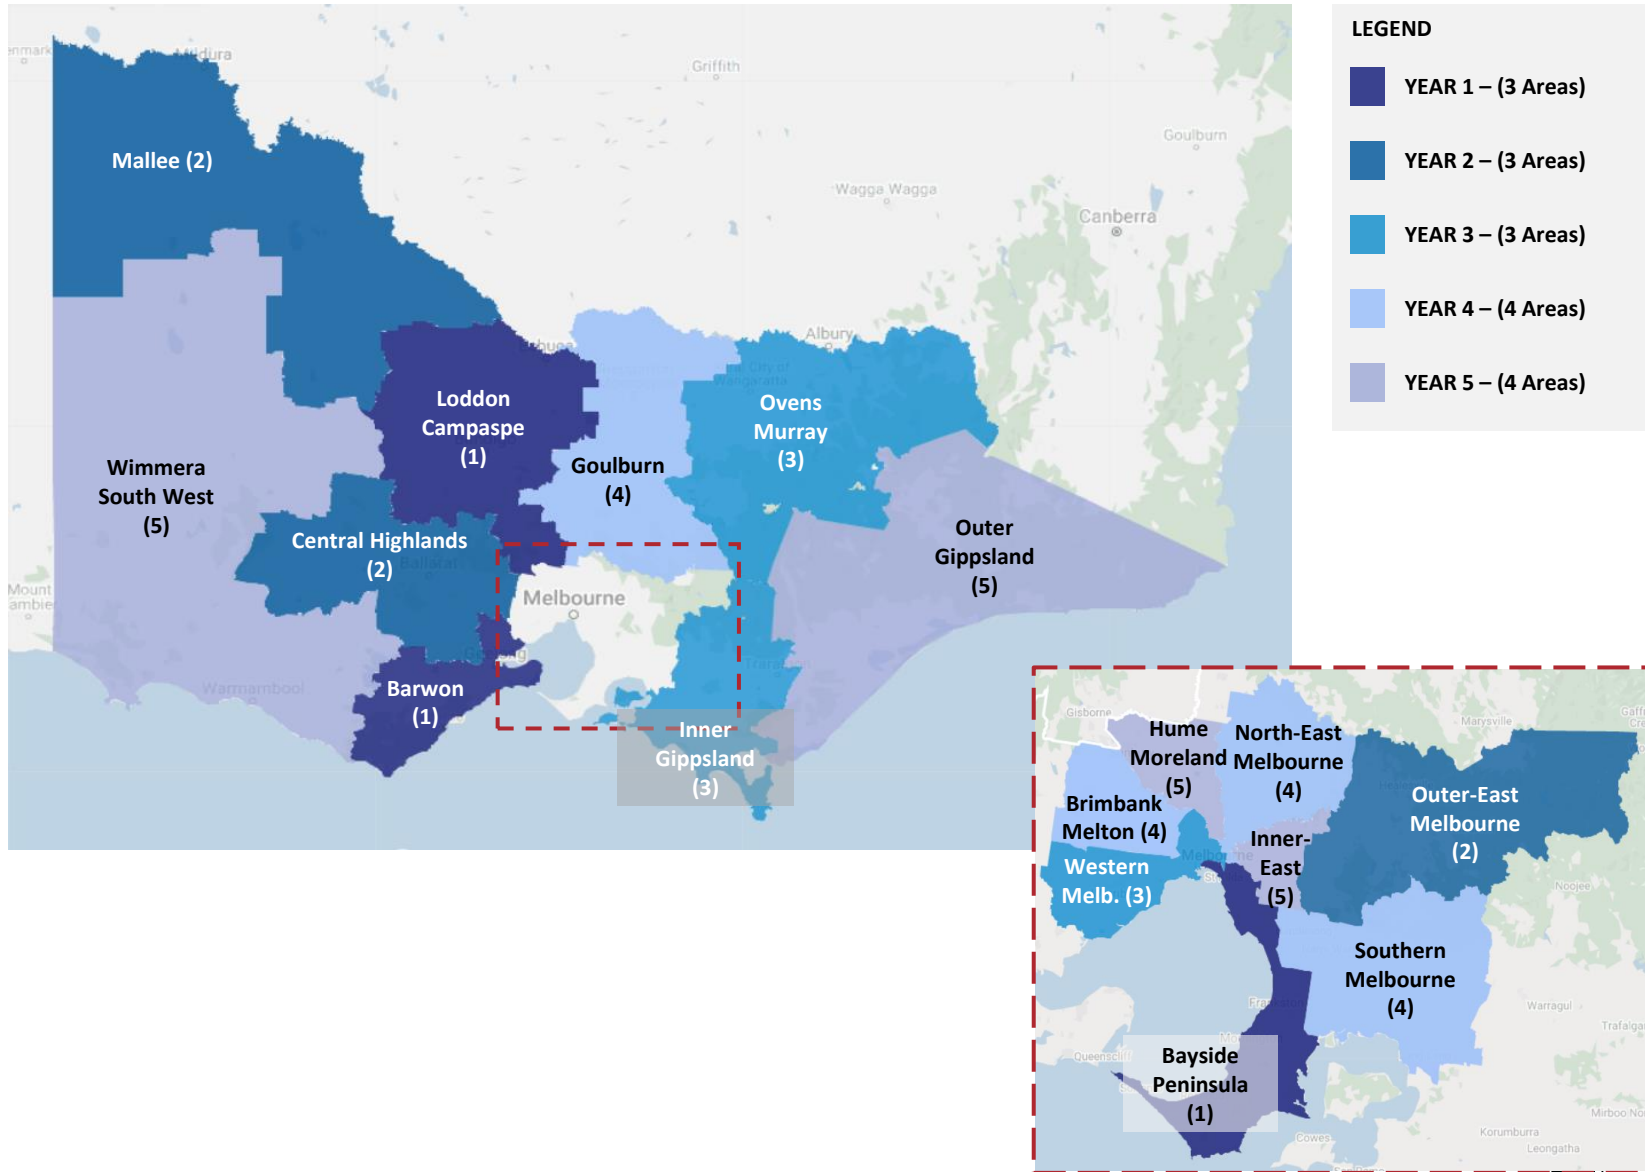 LEGEND
YEAR 1 – (3 Areas)
YEAR 2 – (3 Areas)
YEAR 3 – (3 Areas)
YEAR 4 – (4 Areas)
YEAR 5 – (4 Areas)
Mildura
Griffith
Goulburn
Wagga Wagga
Canberra
Albury
Mallee (2)
Loddon
Campaspe
(1)
Ovens
Murray
(3)
Goulburn
(4)
Wimmera
South West
(5)
Central Highlands
(2)
Outer
Gippsland
(5)
Mount
Melbourne
Barwon
(1)
Warrnambool
Inner
Gippsland
(3)
Gisborne
Marysville
Hume
Moreland
(5)
North-East
Melbourne
(4)
Brimbank
Melton (4)
Outer-East
Melbourne
(2)
Inner-
East
(5)
Western
Melb. (3)
Noojee
Southern
Melbourne
(4)
Frankston
Warragul
Bayside
Peninsula
(1)
Cowes
Korumburra
Leongatha